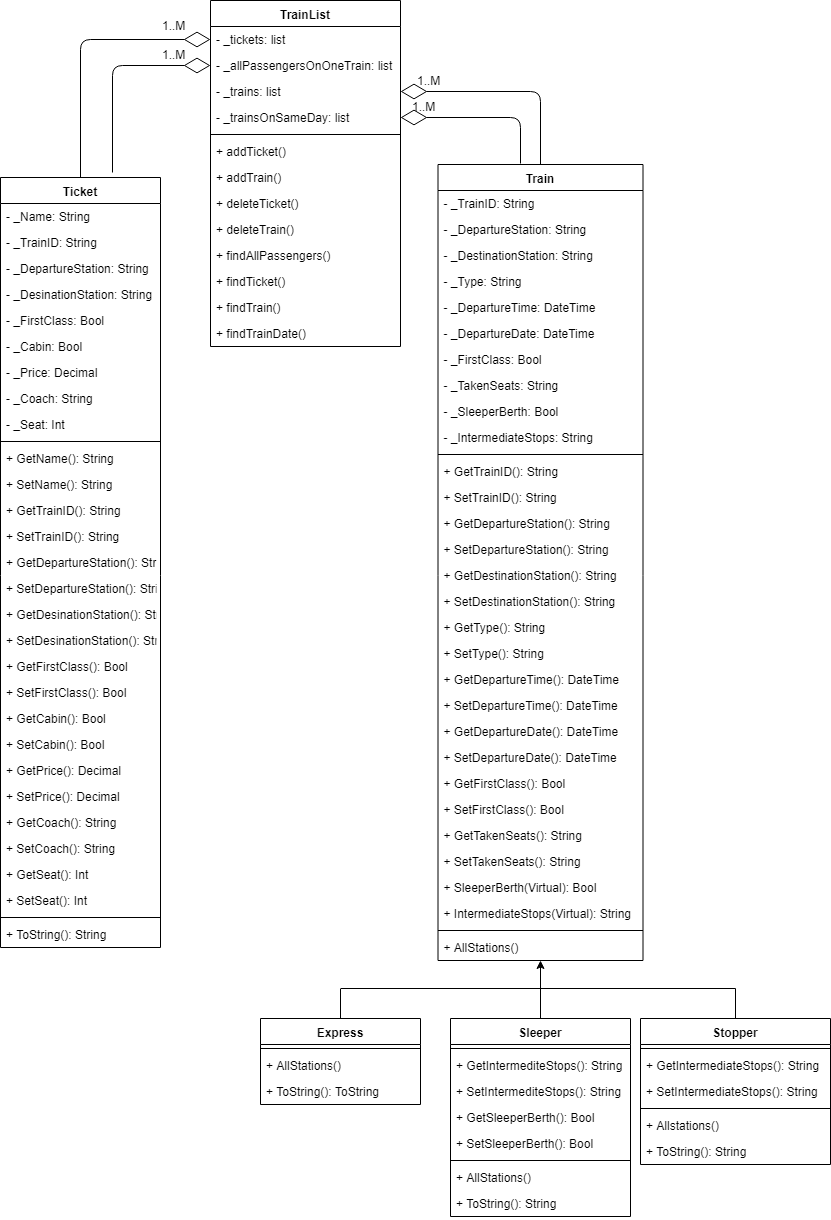 TrainList
- _tickets: list
- _allPassengersOnOneTrain: list
- _trains: list
- _trainsOnSameDay: list
+ addTicket()
+ addTrain()
+ deleteTicket()
+ deleteTrain()
+ findAllPassengers()
+ findTicket()
+ findTrain()
+ findTrainDate()
1..M
1..M
1..M
1..M
Ticket
- _Name: String
- _TrainID: String
- _DepartureStation: String
- _DesinationStation: String
- _FirstClass: Bool
- _Cabin: Bool
- _Price: Decimal
- _Coach: String
- _Seat: Int
+ GetName(): String
+ SetName(): String
+ GetTrainID(): String
+ SetTrainID(): String
+ GetDepartureStation(): Str
+ SetDepartureStation(): Stri
+ GetDesinationStation(): St
+ SetDesinationStation(): Str
+ GetFirstClass(): Bool
+ SetFirstClass(): Bool
+ GetCabin(): Bool
+ SetCabin(): Bool
+ GetPrice(): Decimal
+ SetPrice(): Decimal
+ GetCoach(): String
+ SetCoach(): String
+ GetSeat(): Int
+ SetSeat(): Int
+ ToString(): String
Train
- _TrainID: String
- _DepartureStation: String
- _DestinationStation: String
- _Type: String
- _DepartureTime: DateTime
- _DepartureDate: DateTime
- _FirstClass: Bool
- _TakenSeats: String
- _SleeperBerth: Bool
- _IntermediateStops: String
+ GetTrainID(): String
+ SetTrainID(): String
+ GetDepartureStation(): String
+ SetDepartureStation(): String
+ GetDestinationStation(): String
+ SetDestinationStation(): String
+ GetType(): String
+ SetType(): String
+ GetDepartureTime(): DateTime
+ SetDepartureTime(): DateTime
+ GetDepartureDate(): DateTime
+ SetDepartureDate(): DateTime
+ GetFirstClass(): Bool
+ SetFirstClass(): Bool
+ GetTakenSeats(): String
+ SetTakenSeats(): String
+ SleeperBerth(Virtual): Bool
+ IntermediateStops(Virtual): String
+ AllStations()
Express
+ AllStations()
+ ToString(): ToString
Sleeper
+ GetIntermediteStops(): String
+ SetIntermediteStops(): String
+ GetSleeperBerth(): Bool
+ SetSleeperBerth(): Bool
+ AllStations()
+ ToString(): String
Stopper
+ GetIntermediateStops(): String
+ SetIntermediateStops(): String
+ Allstations()
+ ToString(): String